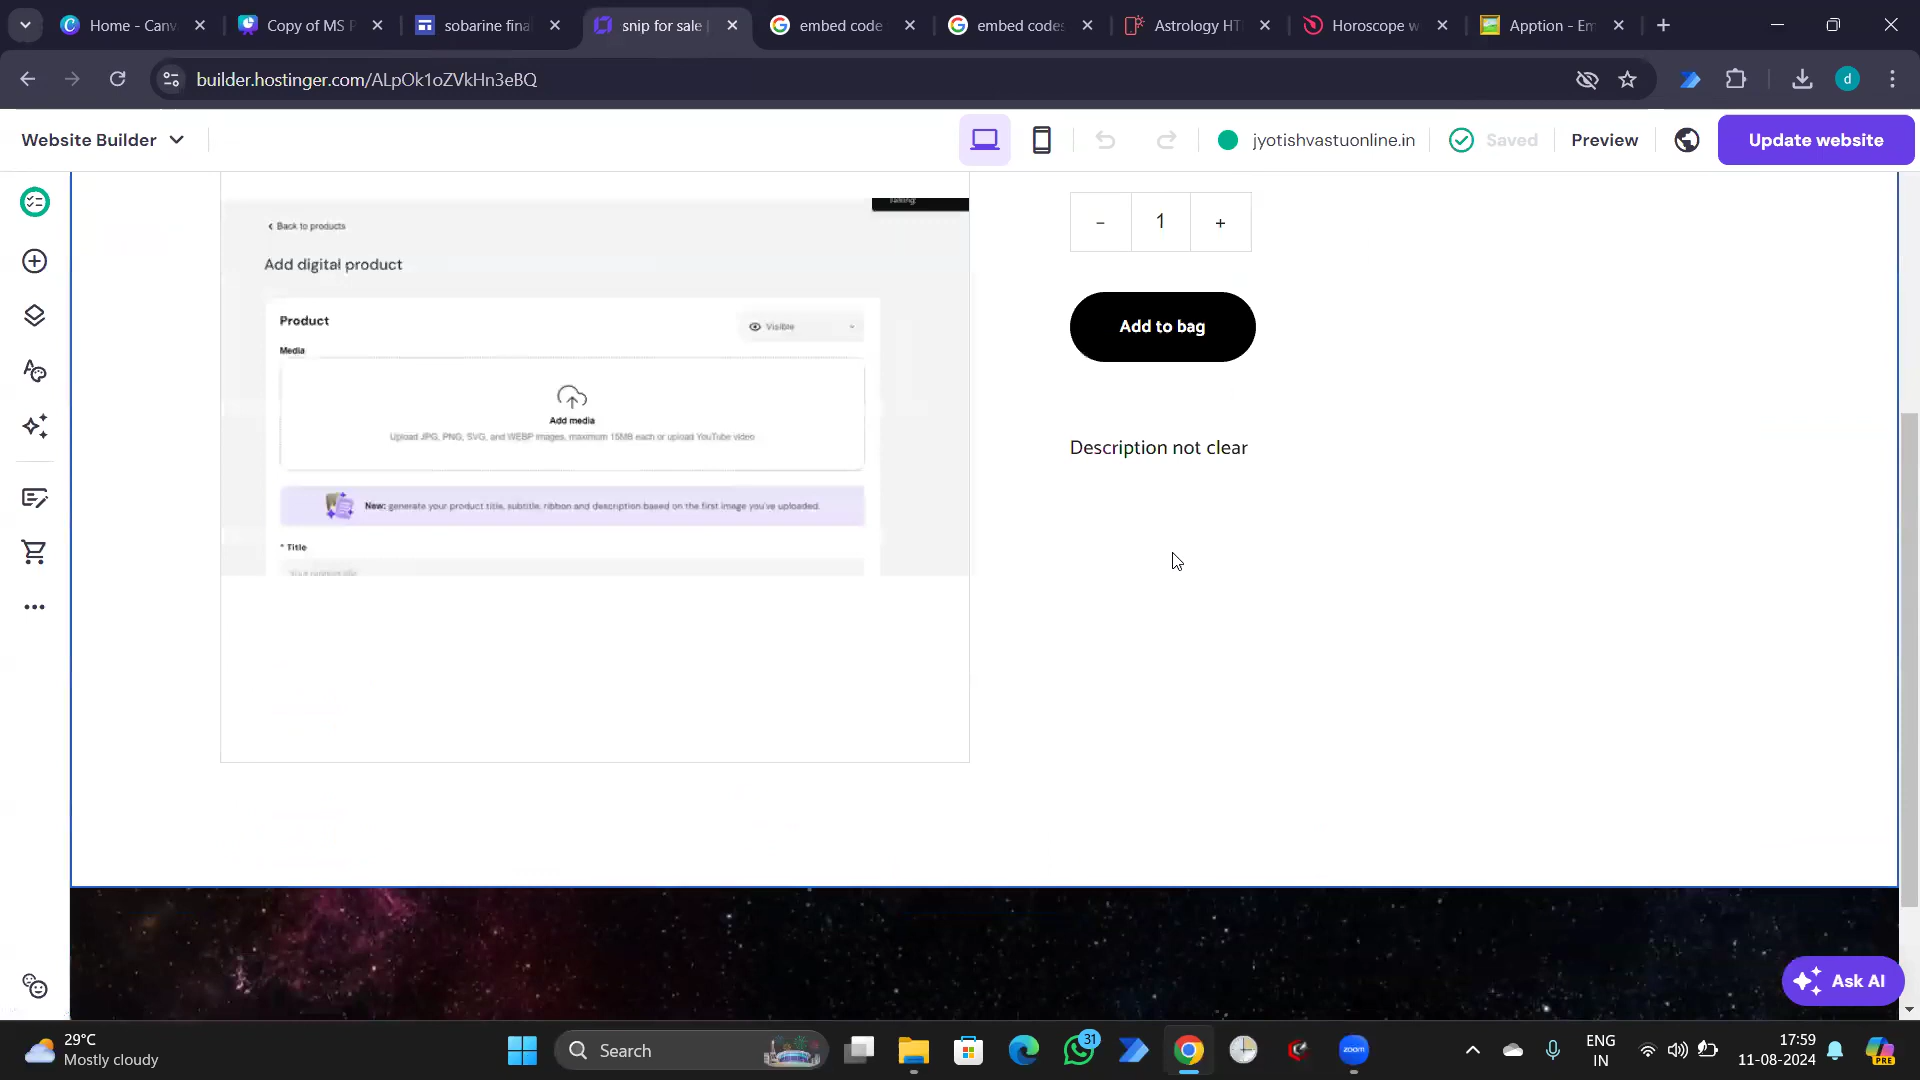 Home - Canv
Copy of MS P
sobarine fina
snip for sale |
embed code
embed codes
Astrology HT
Horoscope w
Apption - Em
builder.hostinger.com/ALpOk1oZVkHn3eBQ
d
Website Builder
jyotishvastuonline.in
Saved
Preview
Update website
Talking:
Back to products
Add digital product
Product
Visible
Media
Add media
Upload JPG, PNG, SVG, and WEBP images, maximum 15MB each or upload YouTube video
New: generate your product title, subtitle, ribbon and description based on the first image you've uploaded.
* Title
- 1 +
Add to bag
Description not clear
Ask AI
29°C
Mostly cloudy
Search
31
zoom
PRE
ENG
IN
17:59
11-08-2024